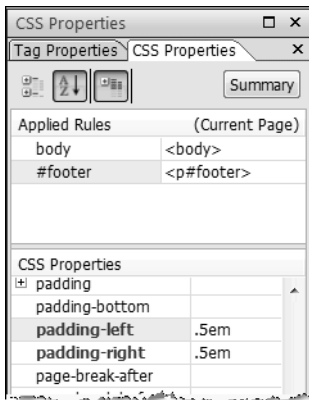 CSS Properties
Tag Properties CSS Properties
Summary
Applied Rules (Current Page)
body <body>
#footer <p#footer>
CSS Properties
padding
padding-bottom
padding-left .5em
padding-right .5em
page-break-after